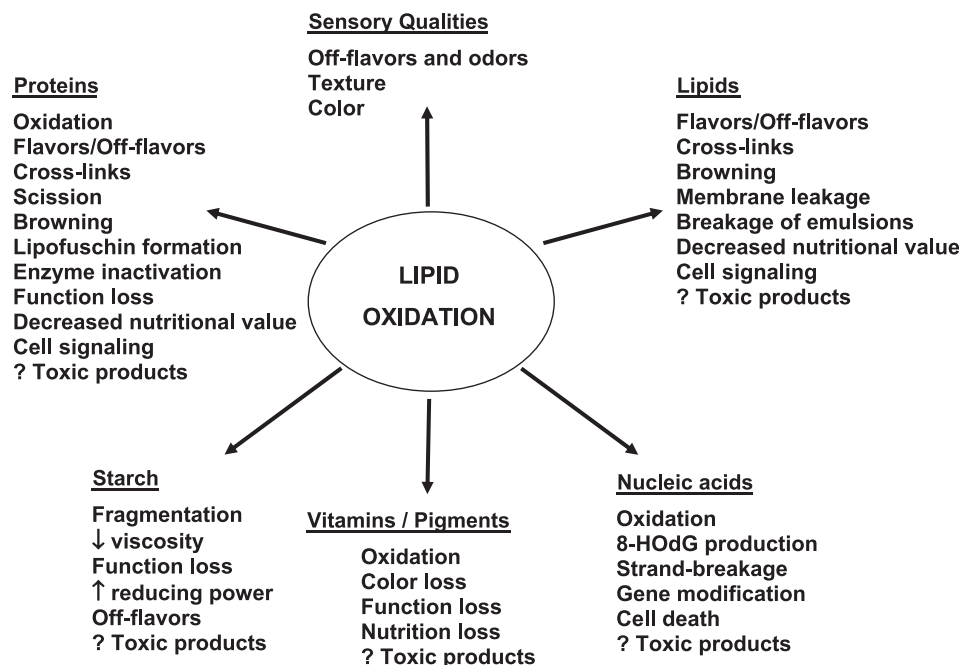 Sensory Qualities
Off-flavors and odors
Texture
Color
Proteins
Oxidation
Flavors/Off-flavors
Cross-links
Scission
Browning
Lipofuschin formation
Enzyme inactivation
Function loss
Decreased nutritional value
Cell signaling
? Toxic products
Lipids
Flavors/Off-flavors
Cross-links
Browning
Membrane leakage
Breakage of emulsions
Decreased nutritional value
Cell signaling
? Toxic products
LIPID
OXIDATION
Starch
Fragmentation
↓ viscosity
Function loss
↑ reducing power
Off-flavors
? Toxic products
Vitamins / Pigments
Oxidation
Color loss
Function loss
Nutrition loss
? Toxic products
Nucleic acids
Oxidation
8-HOdG production
Strand-breakage
Gene modification
Cell death
? Toxic products